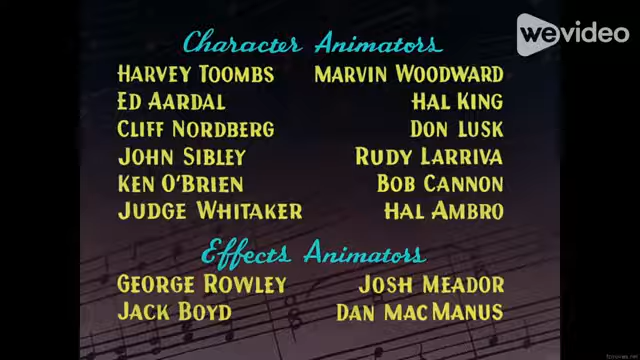 wevideo
Character Animators
HARVEY TOOMBS MARVIN WOODWARD
ED AARDAL HAL KING
CLIFF NORDBERG DON LUSK
JOHN SIBLEY RUDY LARRIVA
KEN O'BRIEN BOB CANNON
JUDGE WHITAKER HAL AMBRO
Effects Animators
GEORGE ROWLEY JOSH MEADOR
JACK BOYD DAN MACMANUS